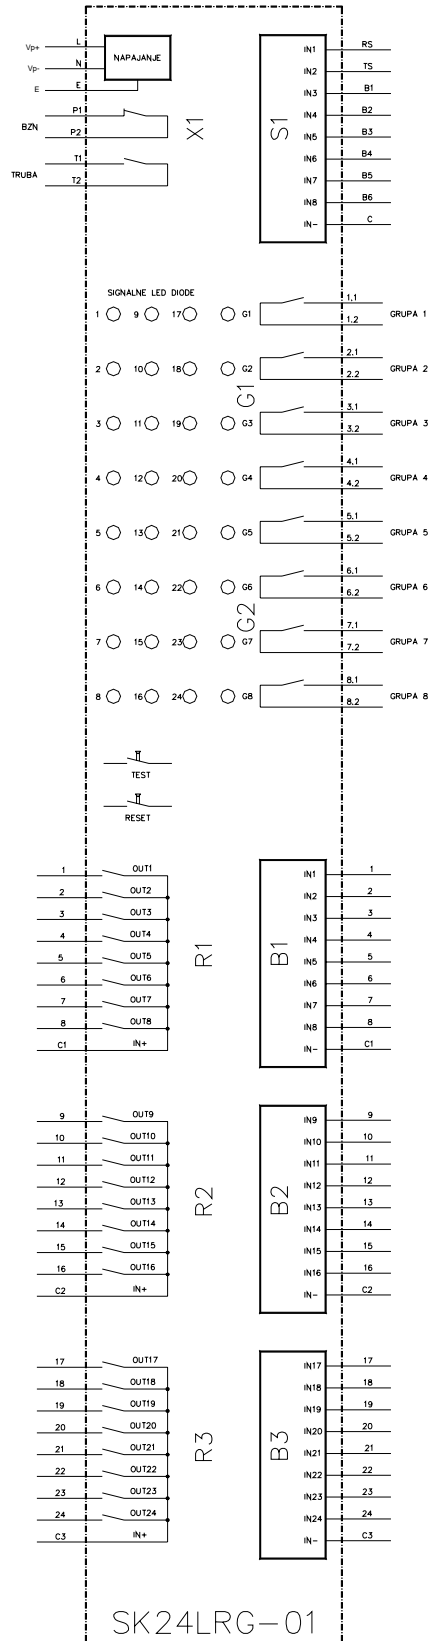 Vp+ L
Vp- N
E E
NAPAJANJE
BZN P1
P2
TRUBA T1
T2
X1
S1
IN1 RS
IN2 TS
IN3 B1
IN4 B2
IN5 B3
IN6 B4
IN7 B5
IN8 B6
IN- C
SIGNALNE LED DIODE
1 9 17 G1 1.1
1.2 GRUPA 1
2 10 18 G2 2.1
2.2 GRUPA 2
G1
3 11 19 G3 3.1
3.2 GRUPA 3
4 12 20 G4 4.1
4.2 GRUPA 4
5 13 21 G5 5.1
5.2 GRUPA 5
6 14 22 G6 6.1
6.2 GRUPA 6
G2
7 15 23 G7 7.1
7.2 GRUPA 7
8 16 24 G8 8.1
8.2 GRUPA 8
TEST
RESET
1 OUT1
2 OUT2
3 OUT3
4 OUT4
5 OUT5
6 OUT6
7 OUT7
8 OUT8
C1 IN+
R1
B1
IN1 1
IN2 2
IN3 3
IN4 4
IN5 5
IN6 6
IN7 7
IN8 8
IN- C1
9 OUT9
10 OUT10
11 OUT11
12 OUT12
13 OUT13
14 OUT14
15 OUT15
16 OUT16
C2 IN+
R2
B2
IN9 9
IN10 10
IN11 11
IN12 12
IN13 13
IN14 14
IN15 15
IN16 16
IN- C2
17 OUT17
18 OUT18
19 OUT19
20 OUT20
21 OUT21
22 OUT22
23 OUT23
24 OUT24
C3 IN+
R3
B3
IN17 17
IN18 18
IN19 19
IN20 20
IN21 21
IN22 22
IN23 23
IN24 24
IN- C3
SK24LRG-01